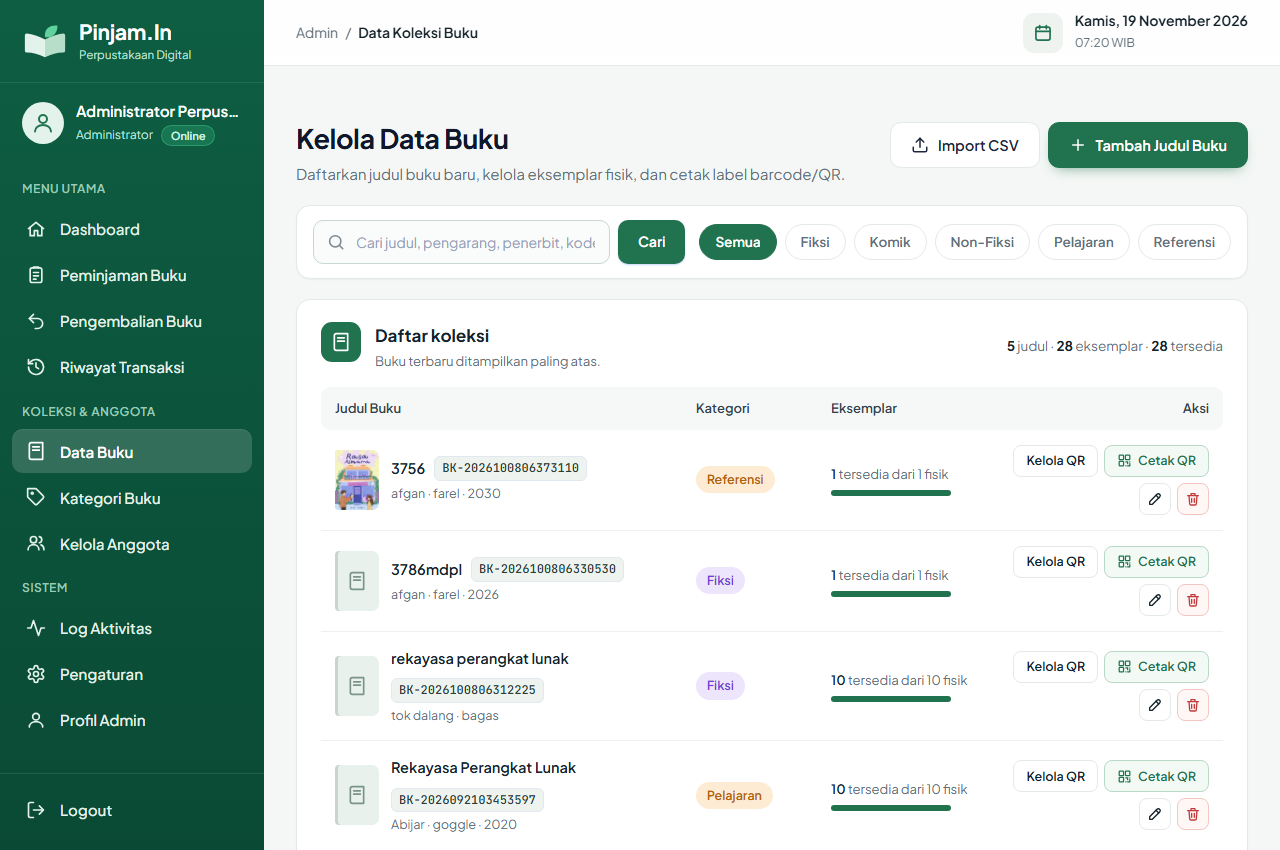 Pinjam.In
Perpustakaan Digital
Administrator Perpus...
Administrator Online
MENU UTAMA
Dashboard
Peminjaman Buku
Pengembalian Buku
Riwayat Transaksi
KOLEKSI & ANGGOTA
Data Buku
Kategori Buku
Kelola Anggota
SISTEM
Log Aktivitas
Pengaturan
Profil Admin
Logout
Admin / Data Koleksi Buku
Kamis, 19 November 2026
07:20 WIB
Kelola Data Buku
Daftarkan judul buku baru, kelola eksemplar fisik, dan cetak label barcode/QR.
Import CSV
Tambah Judul Buku
Cari judul, pengarang, penerbit, kode
Cari
Semua Fiksi Komik Non-Fiksi Pelajaran Referensi
Daftar koleksi
Buku terbaru ditampilkan paling atas.
5 judul · 28 eksemplar · 28 tersedia
Judul Buku Kategori Eksemplar Aksi
3756 BK-2026100806373110
afgan · farel · 2030
Referensi
1 tersedia dari 1 fisik
Kelola QR Cetak QR
3786mdpl BK-2026100806330530
afgan · farel · 2026
Fiksi
1 tersedia dari 1 fisik
Kelola QR Cetak QR
rekayasa perangkat lunak
BK-2026100806312225
tok dalang · bagas
Fiksi
10 tersedia dari 10 fisik
Kelola QR Cetak QR
Rekayasa Perangkat Lunak
BK-2026092103453597
Abijar · goggle · 2020
Pelajaran
10 tersedia dari 10 fisik
Kelola QR Cetak QR